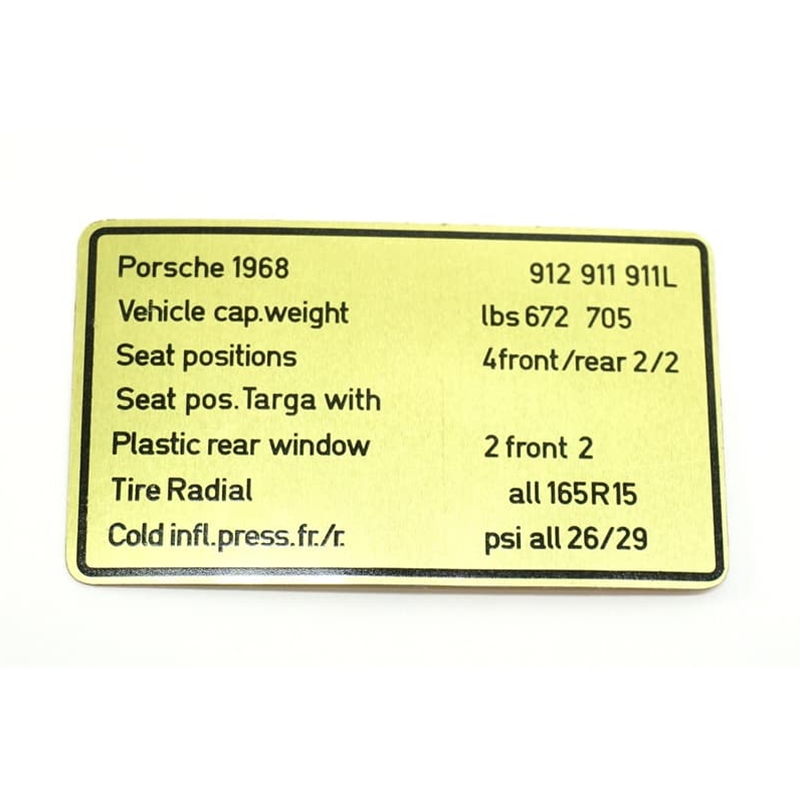 Porsche 1968 912 911 911L
Vehicle cap.weight lbs 672 705
Seat positions 4 front/rear 2/2
Seat pos. Targa with
Plastic rear window 2 front 2
Tire Radial all 165R15
Cold infl.press.fr./r. psi all 26/29